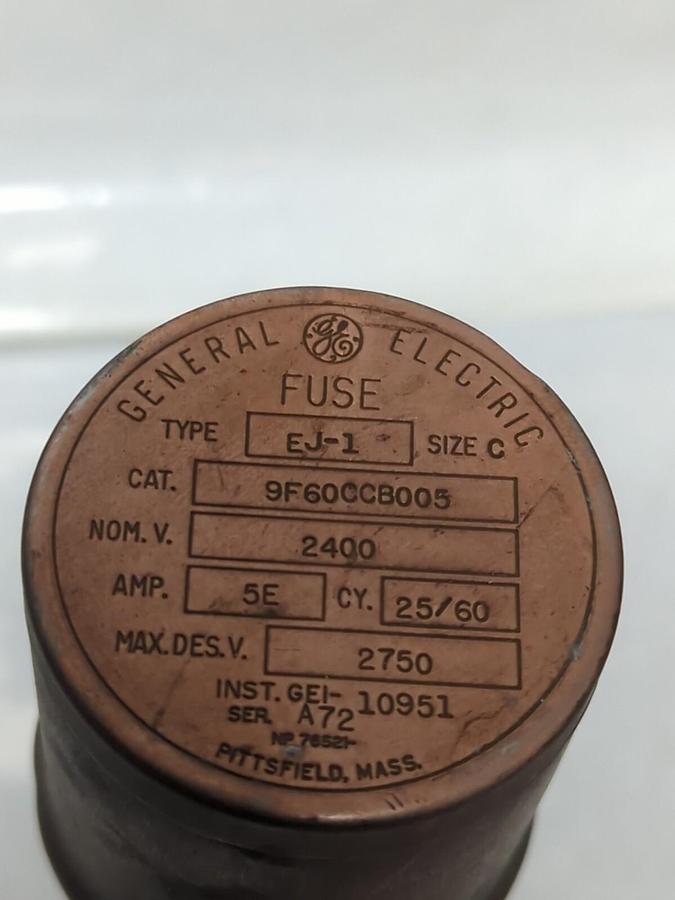 GENERAL GE ELECTRIC
FUSE
TYPE EJ-1 SIZE C
CAT. 9F60CCB005
NOM. V. 2400
AMP. 5E CY. 25/60
MAX. DES. V. 2750
INST. GEI- 10951
SER. A72
NP. 76521-
PITTSFIELD, MASS.